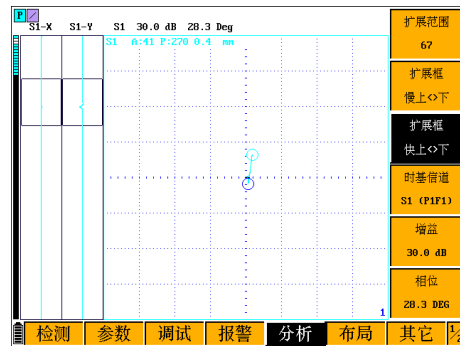 P
S1-X S1-Y S1 30.0 dB 28.3 Deg
S1 A:41 P:270 0.4 mm
扩展范围
67
扩展框
慢上<>下
扩展框
快上<>下
时基信道
S1 (P1F1)
增益
30.0 dB
相位
28.3 DEG
1
检测 参数 调试 报警 分析 布局 其它 1/2